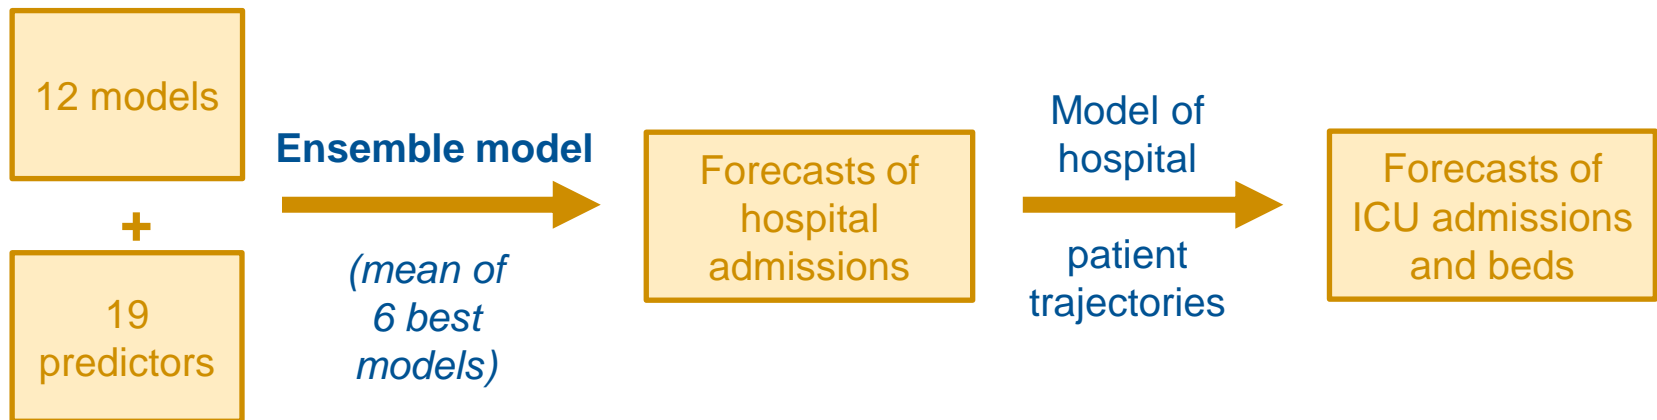 12 models
+
19
predictors
Ensemble model
(mean of
6 best
models)
Forecasts of
hospital
admissions
Model of
hospital
patient
trajectories
Forecasts of
ICU admissions
and beds